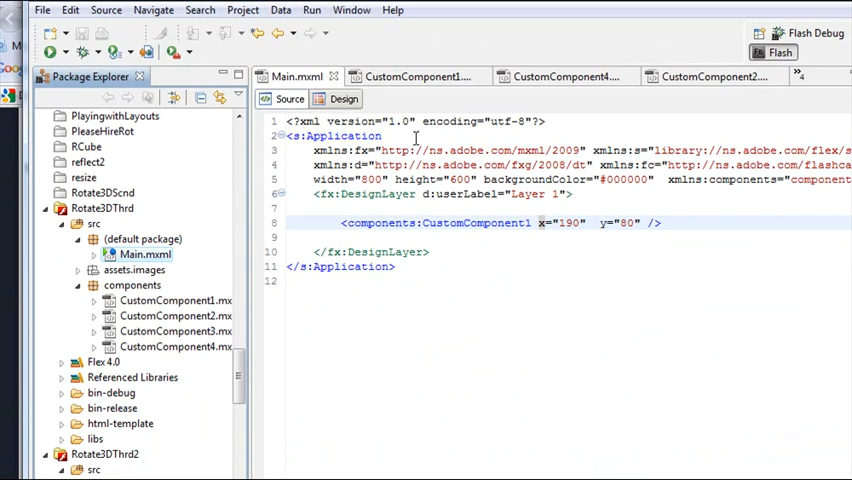 File Edit Source Navigate Search Project Data Run Window Help
Flash Debug
Flash
Package Explorer
Main.mxml
CustomComponent1....
CustomComponent4....
CustomComponent2....
4
Source Design
PlayingwithLayouts
PleaseHireRot
RCube
reflect2
resize
Rotate3DScnd
Rotate3DThrd
src
(default package)
Main.mxml
assets.images
components
CustomComponent1.mx
CustomComponent2.mx
CustomComponent3.mx
CustomComponent4.mx
Flex 4.0
Referenced Libraries
bin-debug
bin-release
html-template
libs
Rotate3DThrd2
src
1 <?xml version="1.0" encoding="utf-8"?>
2 <s:Application
3 xmlns:fx="http://ns.adobe.com/mxml/2009" xmlns:s="library://ns.adobe.com/flex/s
4 xmlns:d="http://ns.adobe.com/fxg/2008/dt" xmlns:fc="http://ns.adobe.com/flashca
5 width="800" height="600" backgroundColor="#000000" xmlns:components="component
6 <fx:DesignLayer d:userLabel="Layer 1">
7
8 <components:CustomComponent1 x="190" y="80" />
9
10 </fx:DesignLayer>
11 </s:Application>
12